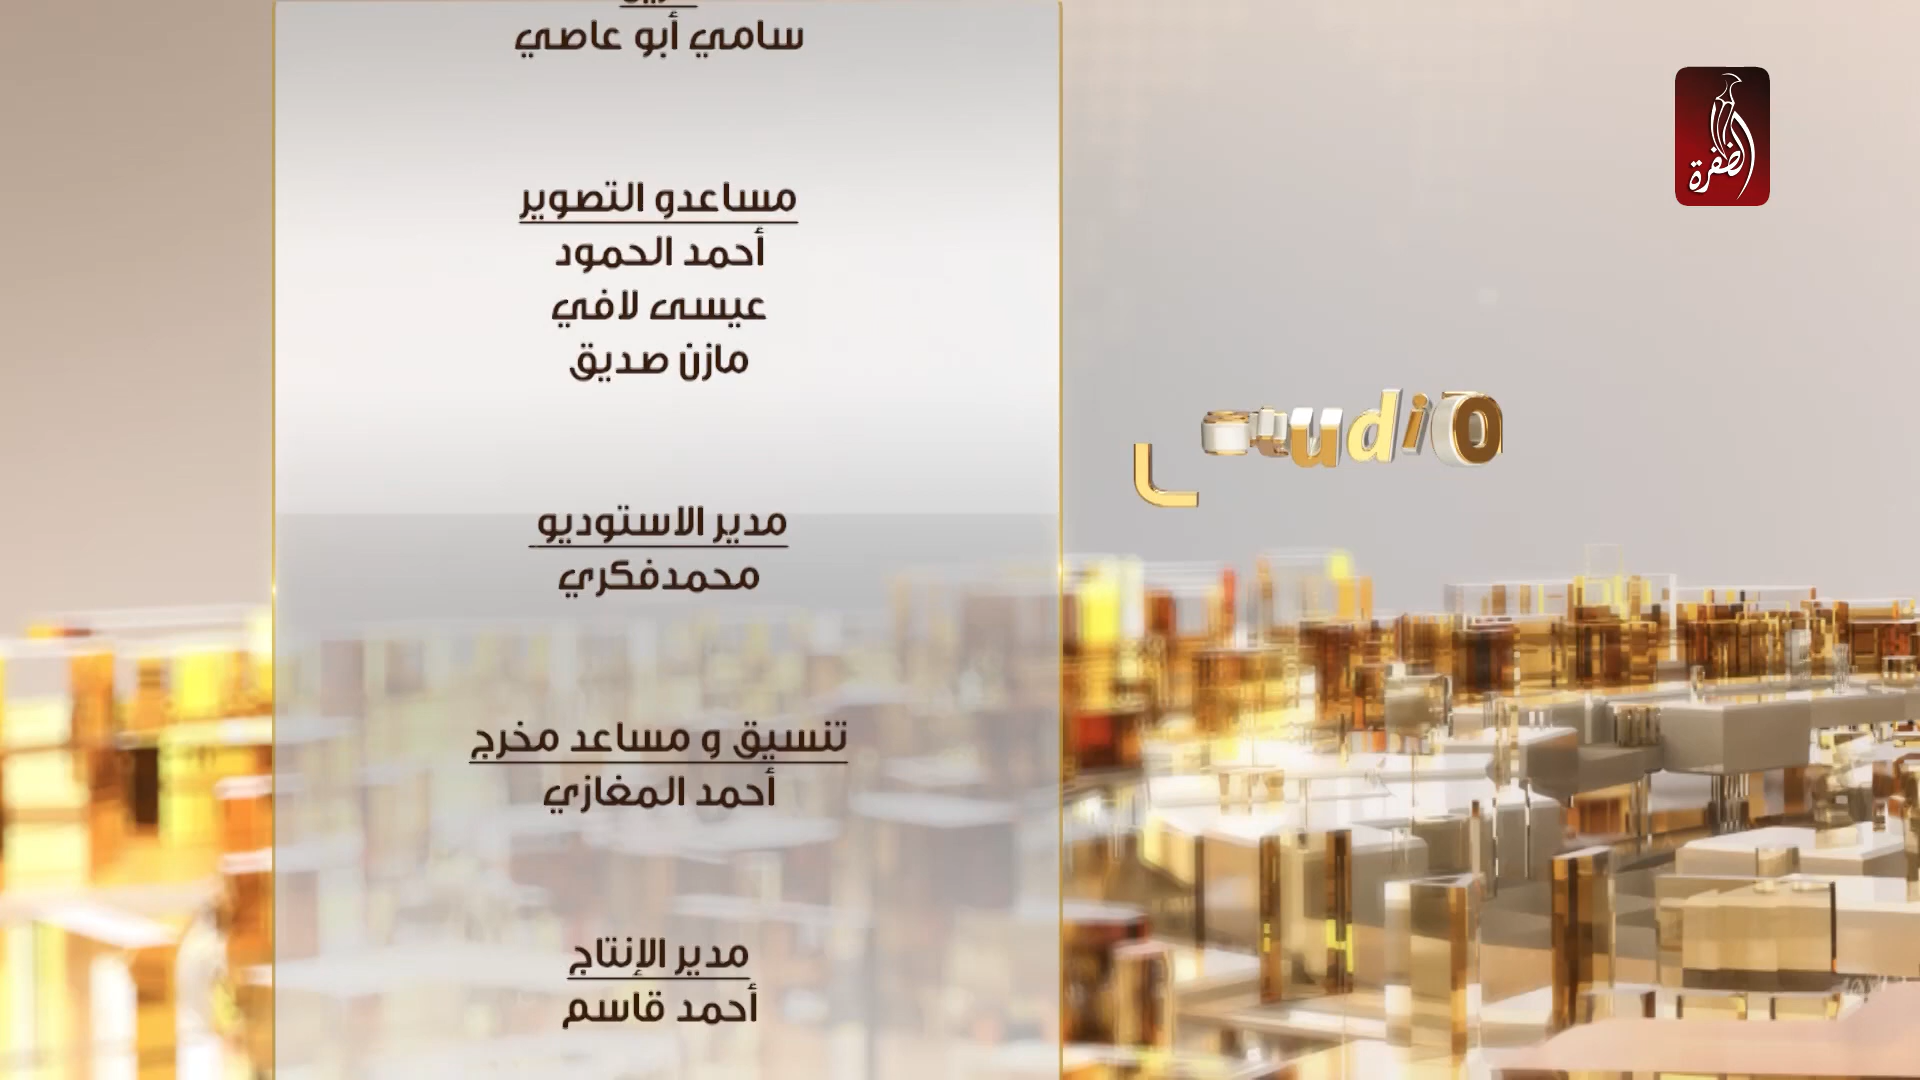 سامي أبو عاصي
مساعدو التصوير
أحمد الحمود
عيسى لافي
مازن صديق
مدير الاستوديو
محمدفكري
تنسيق و مساعد مخرج
أحمد المغازي
مدير الإنتاج
أحمد قاسم
الظفرة
tudio